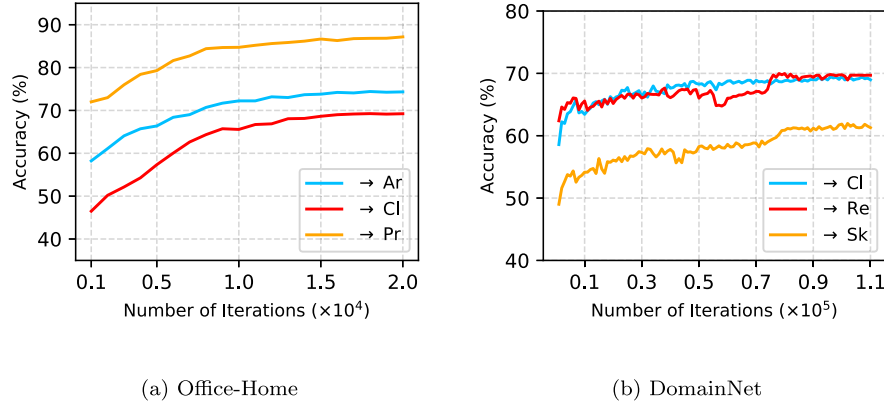 90
80
70
60
50
40
Accuracy (%)
→ Ar
→ Cl
→ Pr
0.1 0.5 1.0 1.5 2.0
Number of Iterations (×10⁴)
(a) Office-Home
80
70
60
50
40
Accuracy (%)
→ Cl
→ Re
→ Sk
0.1 0.3 0.5 0.7 0.9 1.1
Number of Iterations (×10⁵)
(b) DomainNet